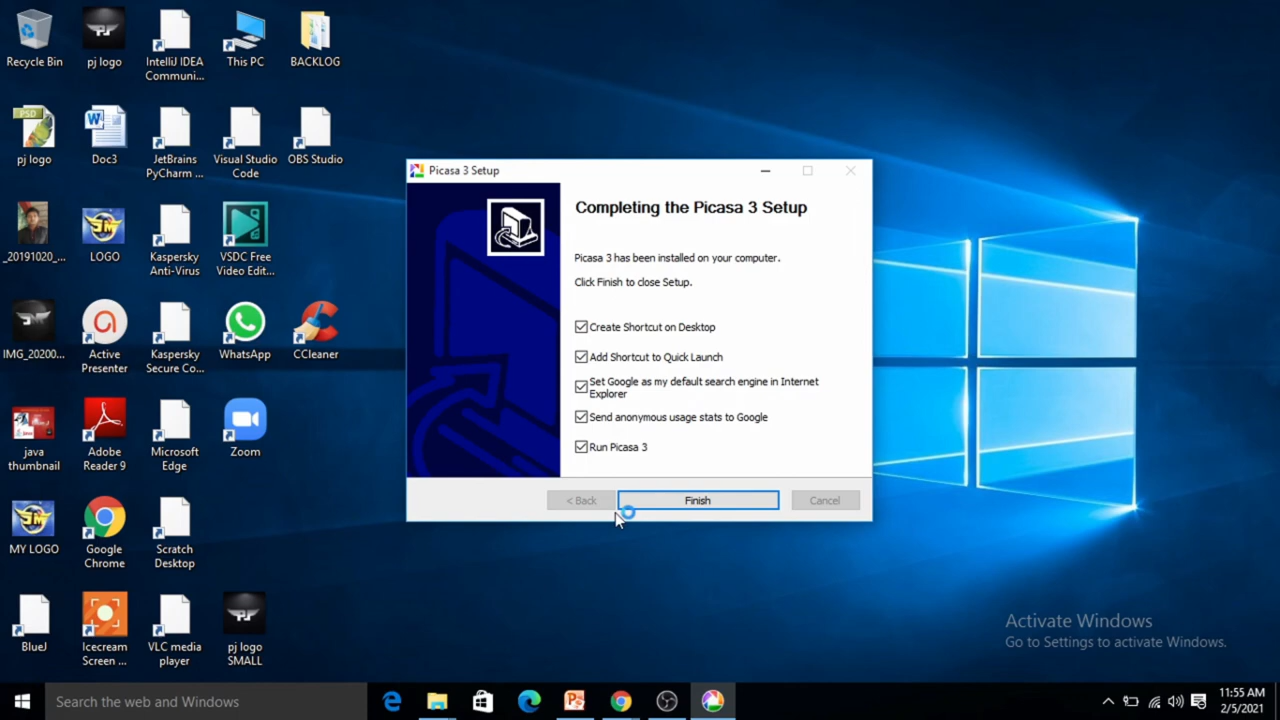 Recycle Bin
pj logo
IntelliJ IDEA
Communi...
This PC
BACKLOG
PSD
pj logo
Doc3
JetBrains
PyCharm ...
Visual Studio
Code
OBS Studio
_20191020_...
LOGO
Kaspersky
Anti-Virus
VSDC Free
Video Edit...
IMG_20200...
Active
Presenter
Kaspersky
Secure Co...
WhatsApp
CCleaner
java
thumbnail
Adobe
Reader 9
Microsoft
Edge
Zoom
MY LOGO
Google
Chrome
Scratch
Desktop
BlueJ
Icecream
Screen ...
VLC media
player
pj logo
SMALL
Picasa 3 Setup
Completing the Picasa 3 Setup
Picasa 3 has been installed on your computer.
Click Finish to close Setup.
Create Shortcut on Desktop
Add Shortcut to Quick Launch
Set Google as my default search engine in Internet
Explorer
Send anonymous usage stats to Google
Run Picasa 3
< Back
Finish
Cancel
Activate Windows
Go to Settings to activate Windows.
Search the web and Windows
11:55 AM
2/5/2021